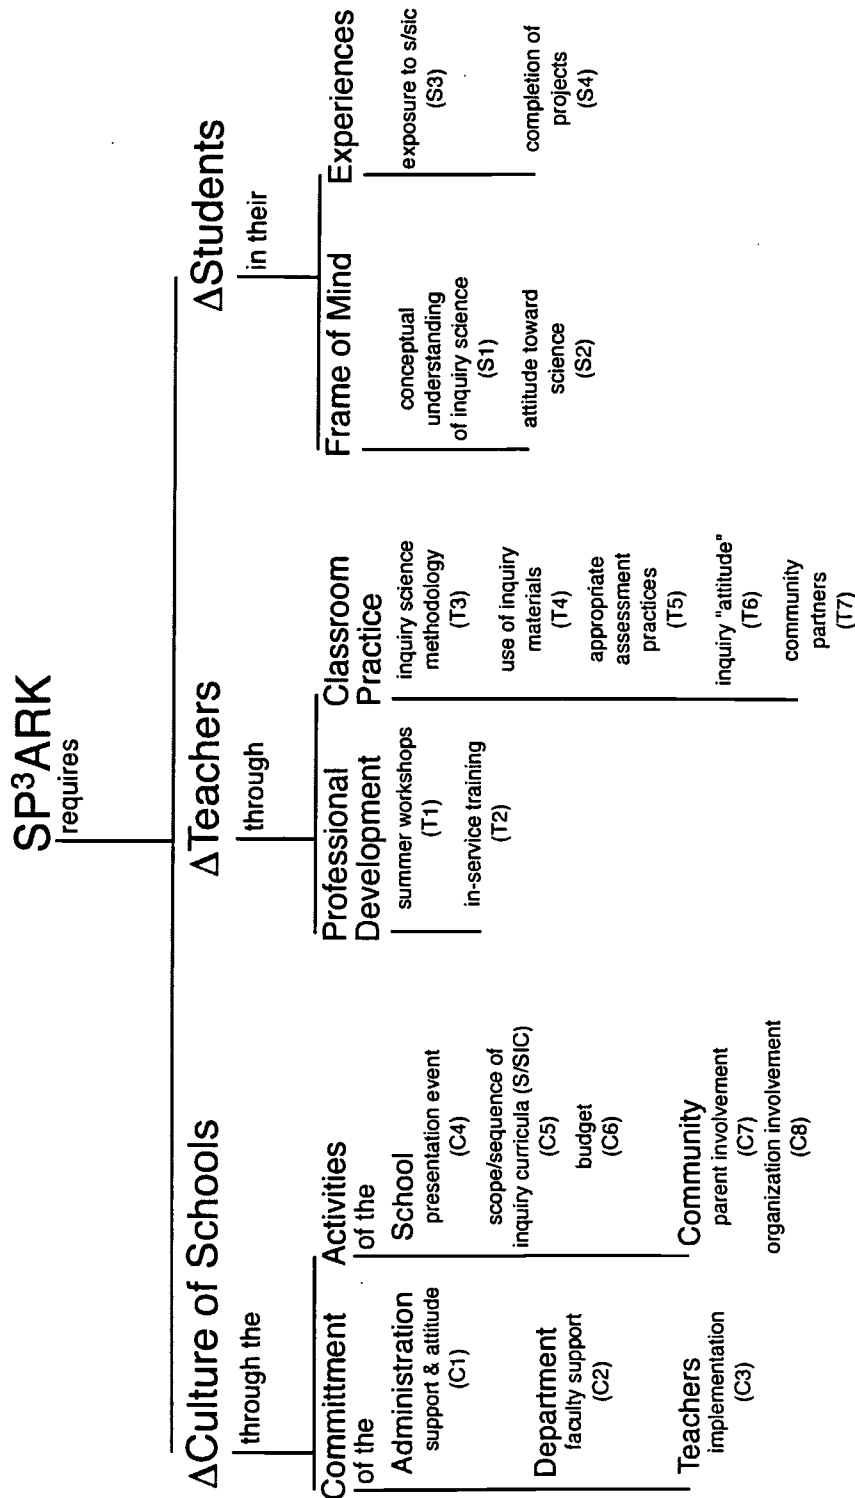 SP³ARK
requires
ΔCulture of Schools
through the
Committment
of the
Administration
support & attitude
(C1)
Department
faculty support
(C2)
Teachers
implementation
(C3)
Activities
of the
School
presentation event
(C4)
scope/sequence of
inquiry curricula (S/SIC)
(C5)
budget
(C6)
Community
parent involvement
(C7)
organization involvement
(C8)
ΔTeachers
through
Professional
Development
summer workshops
(T1)
in-service training
(T2)
Classroom
Practice
inquiry science
methodology
(T3)
use of inquiry
materials
(T4)
appropriate
assessment
practices
(T5)
inquiry "attitude"
(T6)
community
partners
(T7)
ΔStudents
in their
Frame of Mind
conceptual
understanding
of inquiry science
(S1)
attitude toward
science
(S2)
Experiences
exposure to s/sic
(S3)
completion of
projects
(S4)